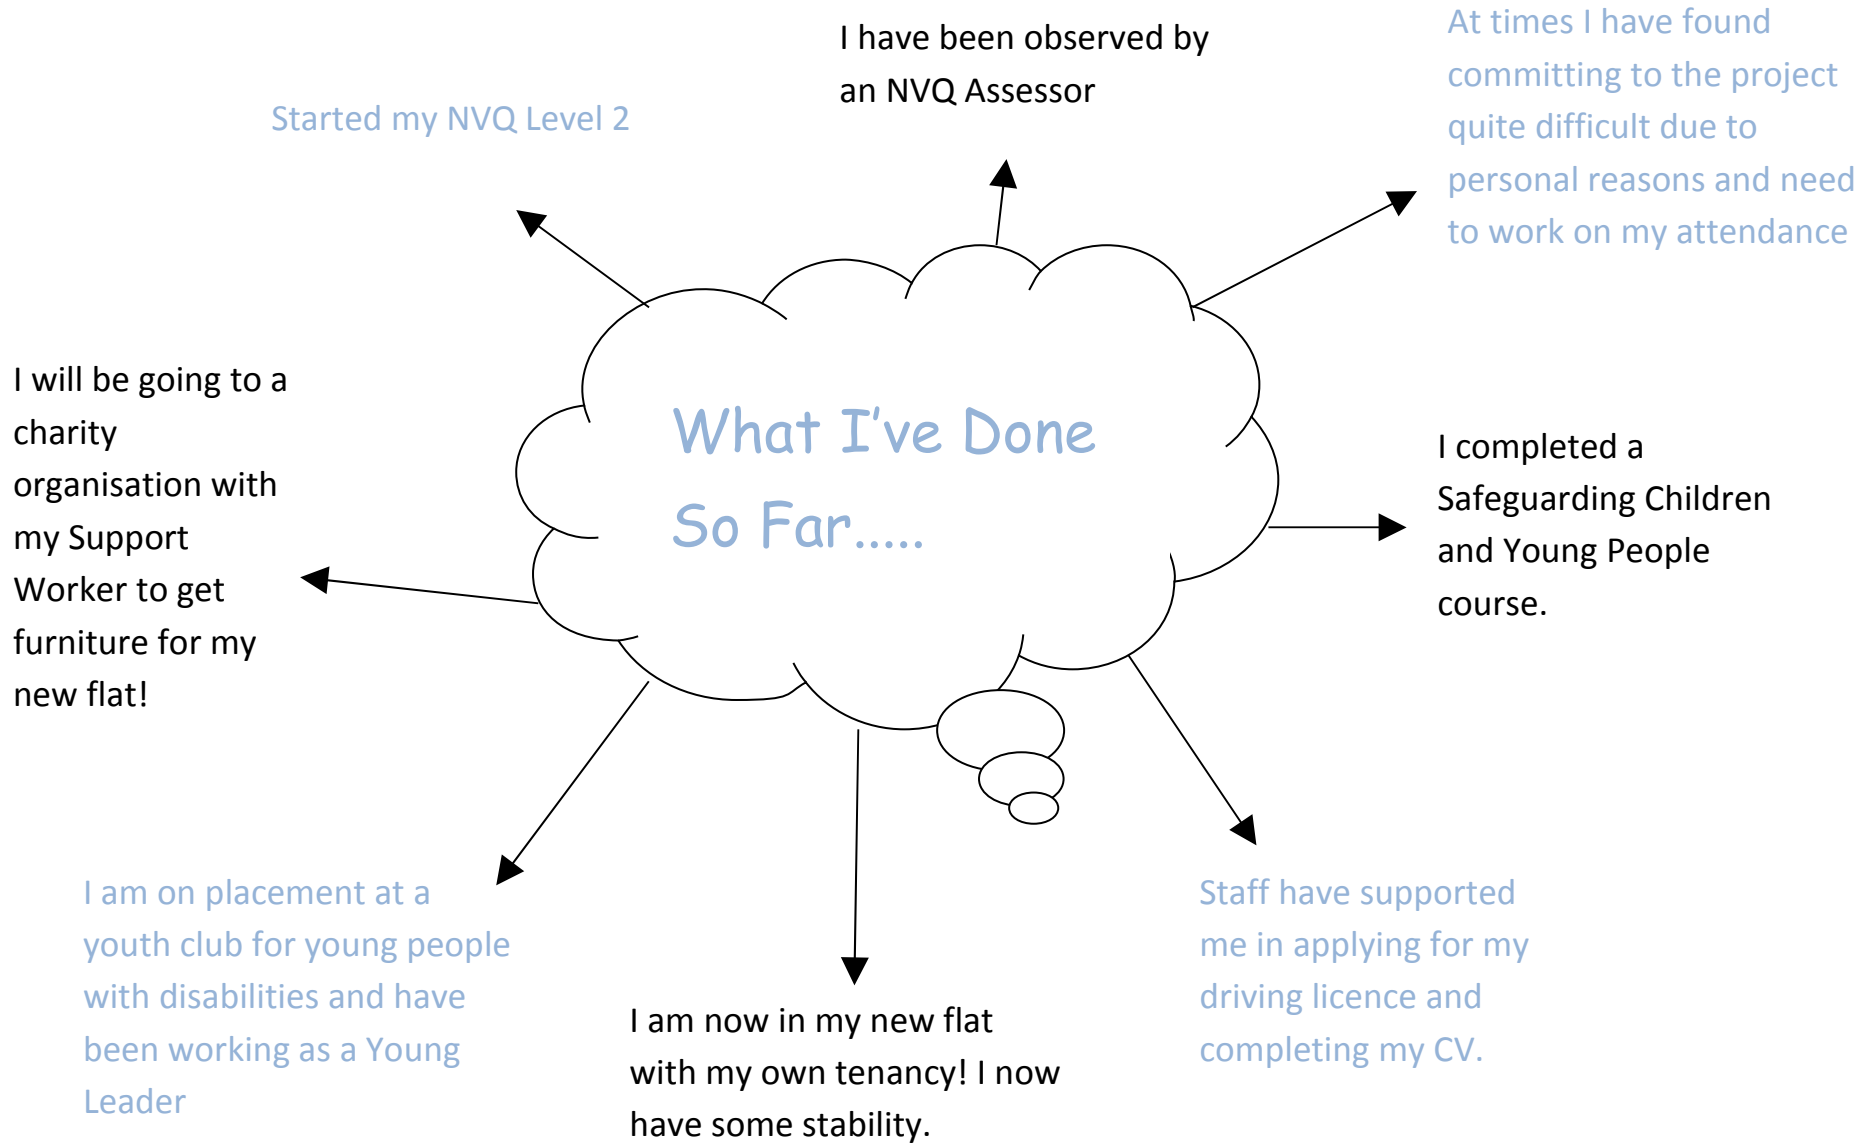 Started my NVQ Level 2
I have been observed by
an NVQ Assessor
At times I have found
committing to the project
quite difficult due to
personal reasons and need
to work on my attendance
I will be going to a
charity
organisation with
my Support
Worker to get
furniture for my
new flat!
What I've Done
So Far.....
I completed a
Safeguarding Children
and Young People
course.
I am on placement at a
youth club for young people
with disabilities and have
been working as a Young
Leader
I am now in my new flat
with my own tenancy! I now
have some stability.
Staff have supported
me in applying for my
driving licence and
completing my CV.